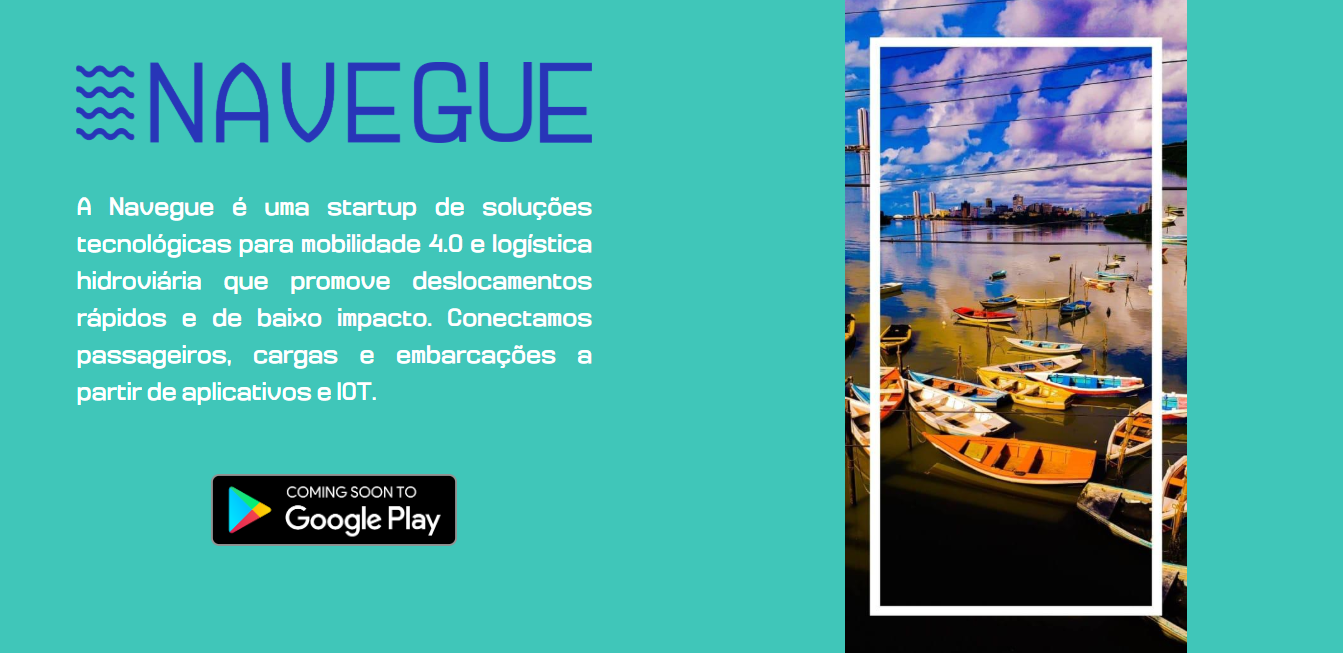 NAVEGUE
A Navegue é uma startup de soluções
tecnológicas para mobilidade 4.0 e logística
hidroviária que promove deslocamentos
rápidos e de baixo impacto. Conectamos
passageiros, cargas e embarcações a
partir de aplicativos e IOT.
COMING SOON TO
Google Play